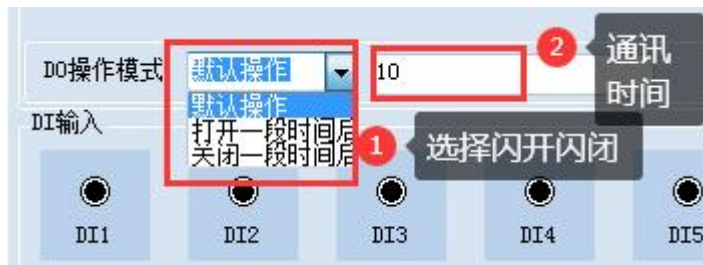 2 通讯
时间
DO操作模式 默认操作 10
默认操作
打开一段时间后
关闭一段时间后
1 选择闪开闪闭
DI输入
DI1 DI2 DI3 DI4 DI5